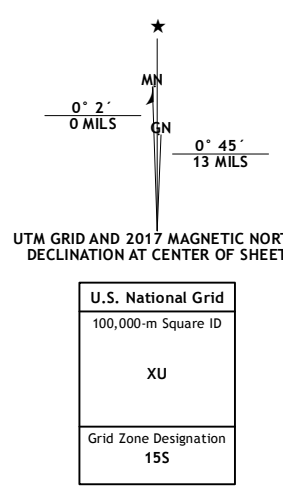 ★
MN
0° 2´
0 MILS
GN
0° 45´
13 MILS
UTM GRID AND 2017 MAGNETIC NORT
DECLINATION AT CENTER OF SHEET
U.S. National Grid
100,000-m Square ID
XU
Grid Zone Designation
15S